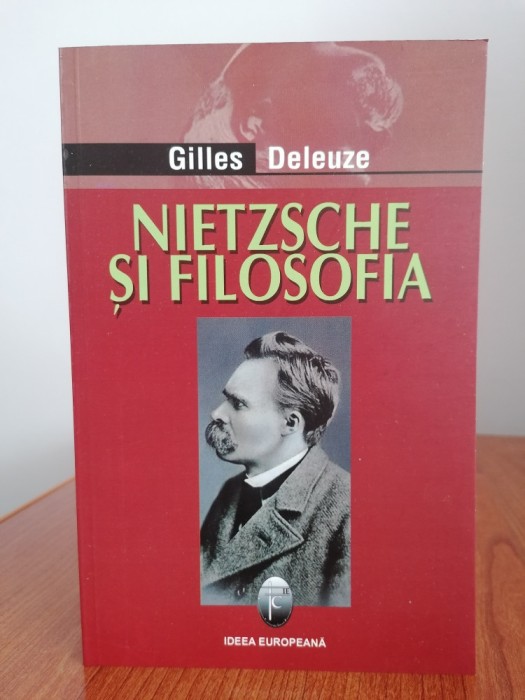 Gilles Deleuze
NIETZSCHE
ȘI FILOSOFIA
IDEEA EUROPEANĂ